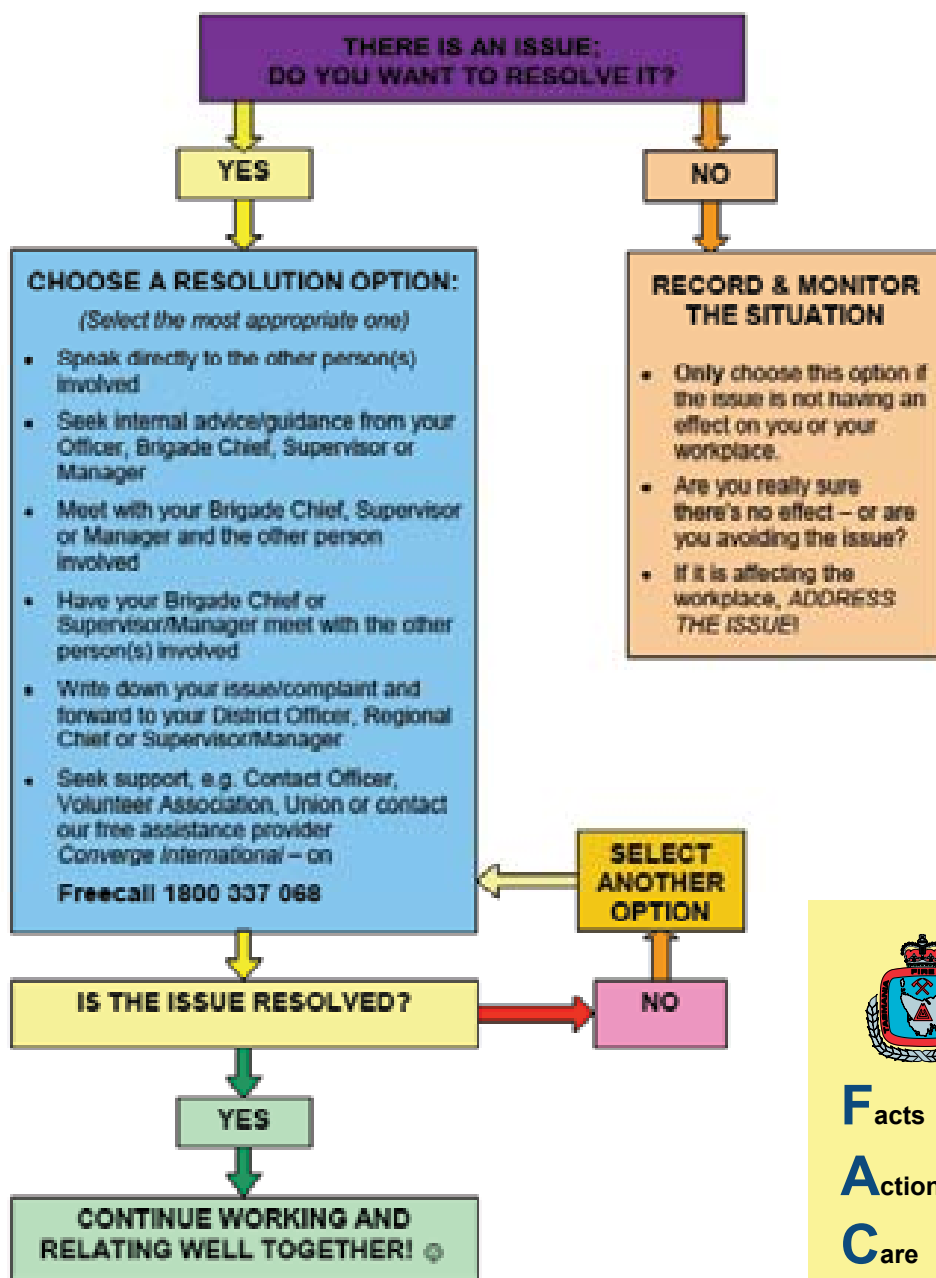 THERE IS AN ISSUE;
DO YOU WANT TO RESOLVE IT?
YES
NO
CHOOSE A RESOLUTION OPTION:
(Select the most appropriate one)
• Speak directly to the other person(s)
involved
• Seek internal advice/guidance from your
Officer, Brigade Chief, Supervisor or
Manager
• Meet with your Brigade Chief, Supervisor
or Manager and the other person
involved
• Have your Brigade Chief or
Supervisor/Manager meet with the other
person(s) involved
• Write down your issue/complaint and
forward to your District Officer, Regional
Chief or Supervisor/Manager
• Seek support, e.g. Contact Officer,
Volunteer Association, Union or contact
our free assistance provider
Converge International – on
Freecall 1800 337 068
RECORD & MONITOR
THE SITUATION
• Only choose this option if
the issue is not having an
effect on you or your
workplace.
• Are you really sure
there's no effect – or are
you avoiding the issue?
• If it is affecting the
workplace, ADDRESS
THE ISSUE!
SELECT
ANOTHER
OPTION
IS THE ISSUE RESOLVED?
NO
YES
CONTINUE WORKING AND
RELATING WELL TOGETHER! ☺
TASMANIA FIRE
Facts
Action
Care